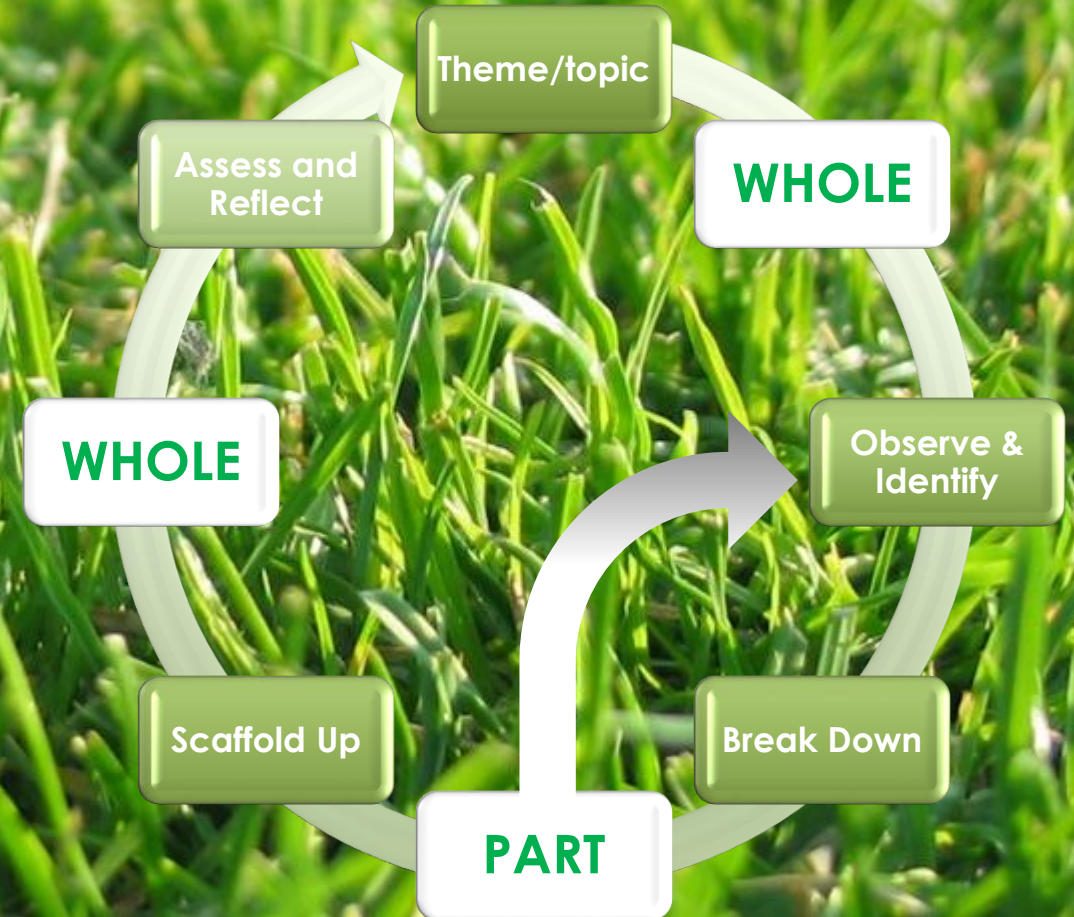 Theme/topic
WHOLE
Observe &
Identify
Break Down
PART
Scaffold Up
WHOLE
Assess and
Reflect